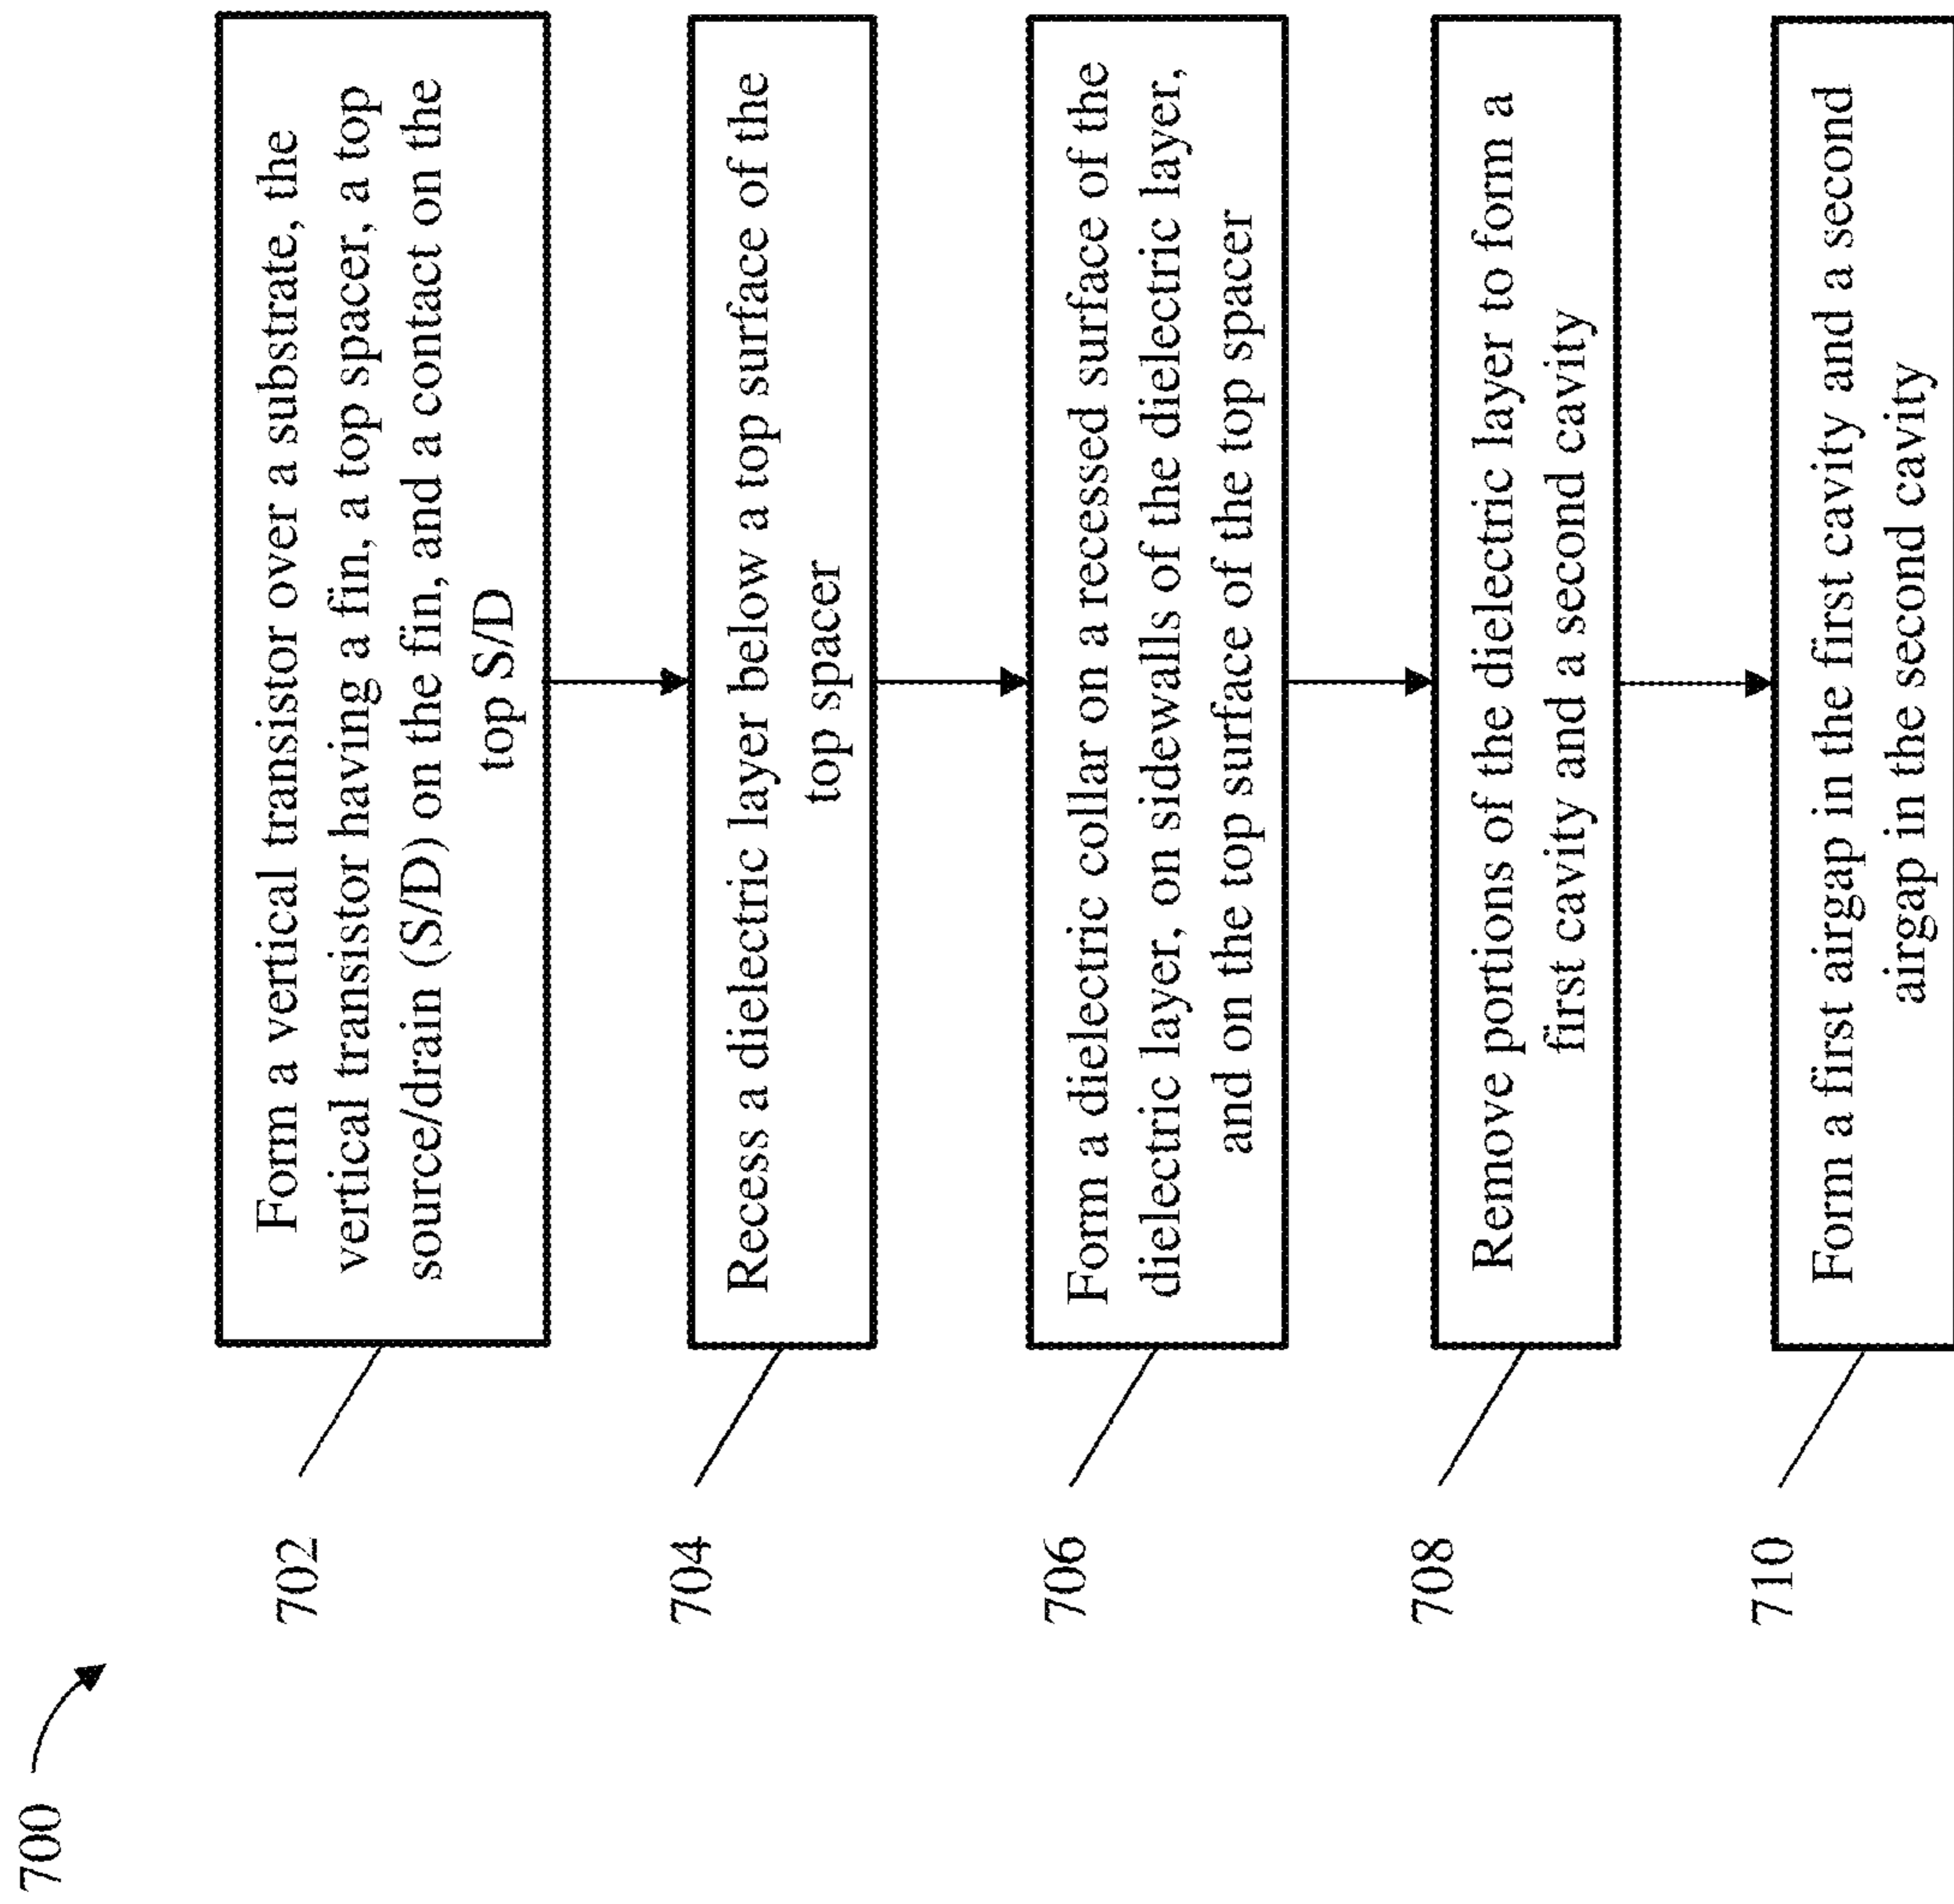 700
702
Form a vertical transistor over a substrate, the
vertical transistor having a fin, a top spacer, a top
source/drain (S/D) on the fin, and a contact on the
top S/D
704
Recess a dielectric layer below a top surface of the
top spacer
706
Form a dielectric collar on a recessed surface of the
dielectric layer, on sidewalls of the dielectric layer,
and on the top surface of the top spacer
708
Remove portions of the dielectric layer to form a
first cavity and a second cavity
710
Form a first airgap in the first cavity and a second
airgap in the second cavity